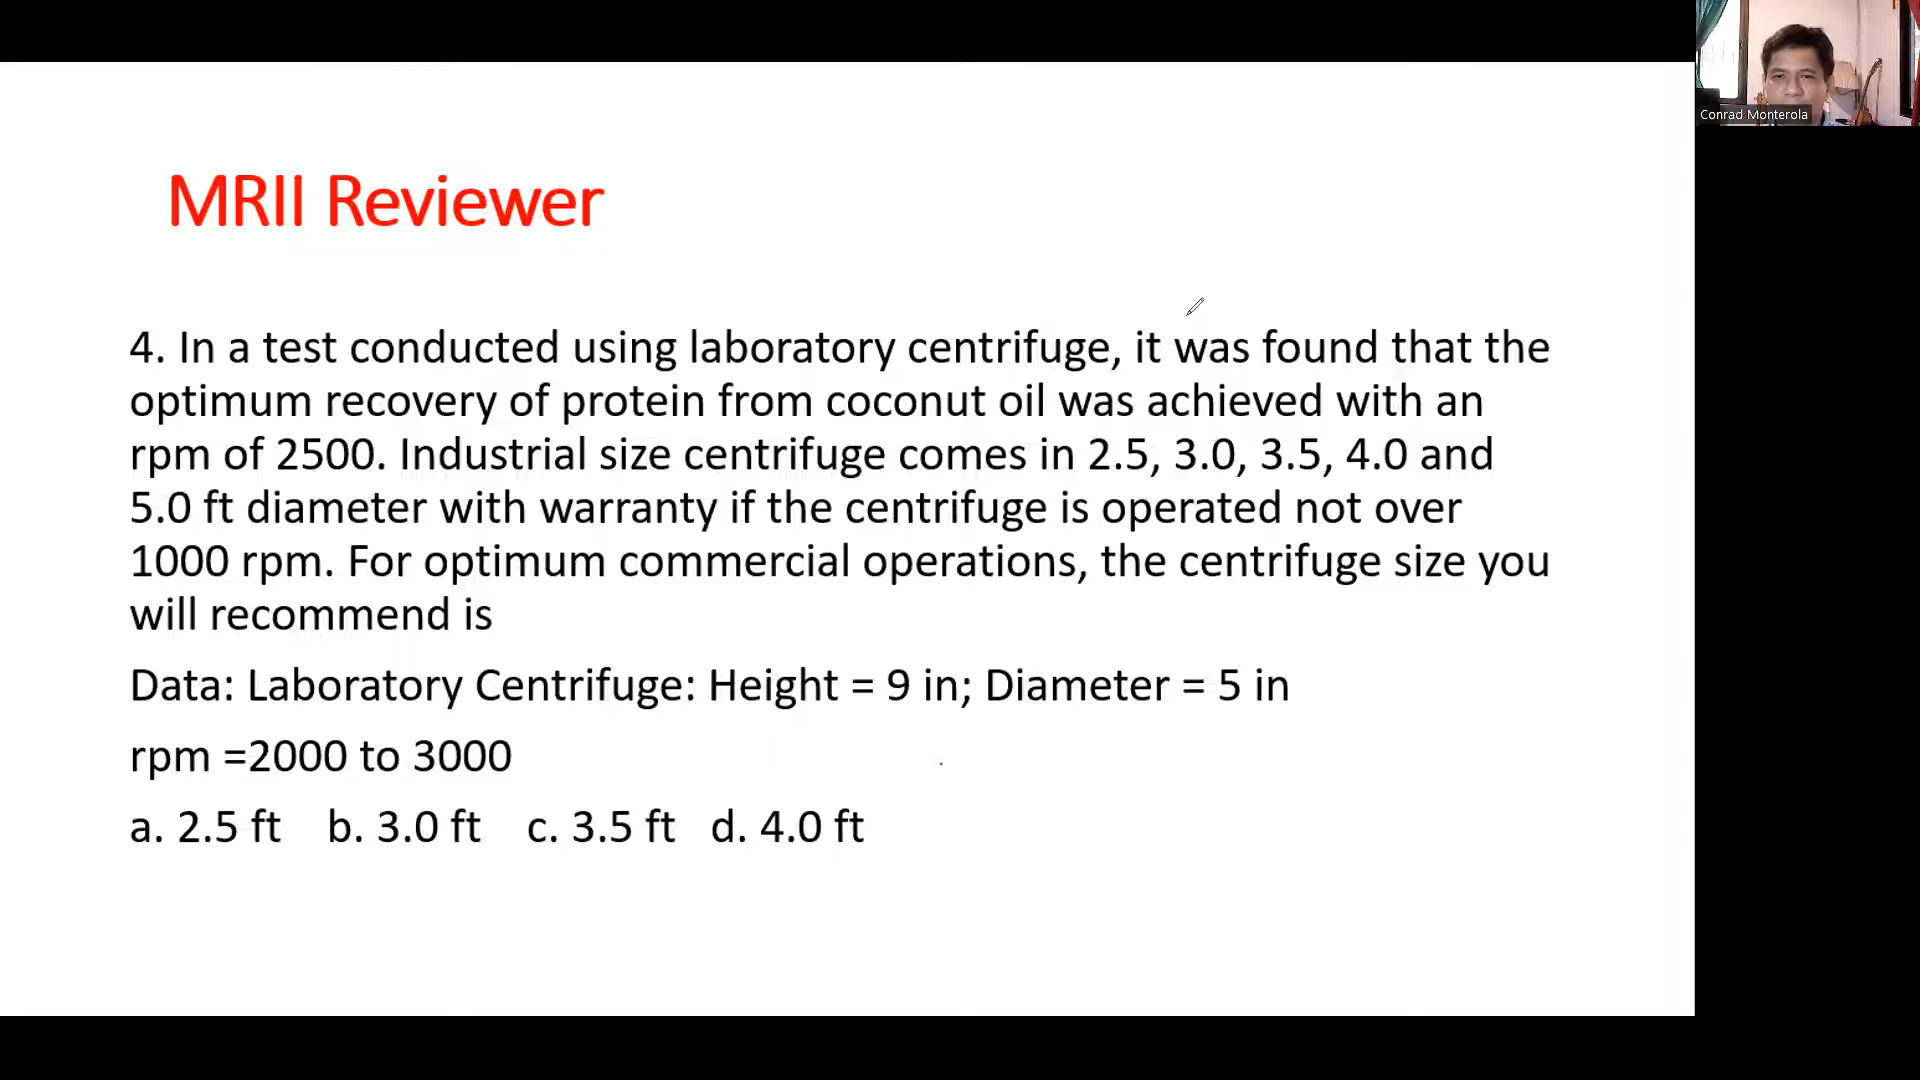 Conrad Monterola
MRII Reviewer
4. In a test conducted using laboratory centrifuge, it was found that the
optimum recovery of protein from coconut oil was achieved with an
rpm of 2500. Industrial size centrifuge comes in 2.5, 3.0, 3.5, 4.0 and
5.0 ft diameter with warranty if the centrifuge is operated not over
1000 rpm. For optimum commercial operations, the centrifuge size you
will recommend is
Data: Laboratory Centrifuge: Height = 9 in; Diameter = 5 in
rpm =2000 to 3000
a. 2.5 ft b. 3.0 ft c. 3.5 ft d. 4.0 ft